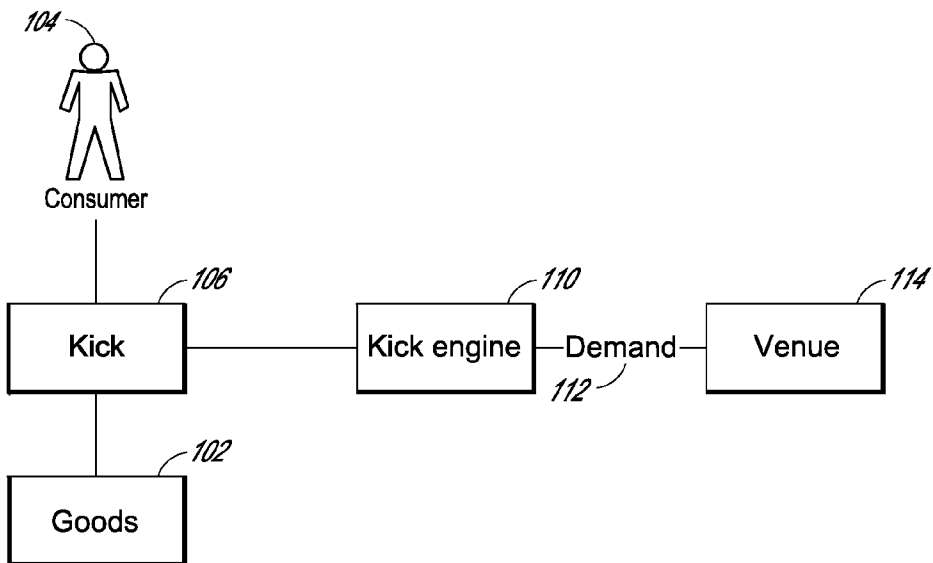 104
Consumer
106
Kick
110
Kick engine
Demand
112
114
Venue
102
Goods